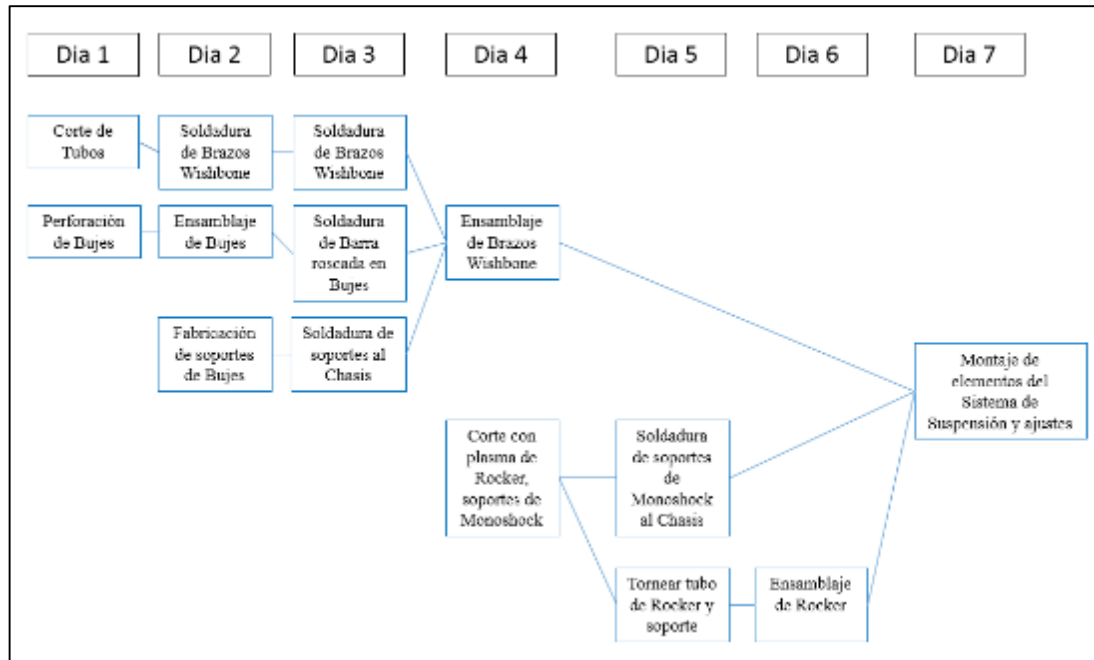 Dia 1
Dia 2
Dia 3
Dia 4
Dia 5
Dia 6
Dia 7
Corte de
Tubos
Soldadura
de Brazos
Wishbone
Soldadura
de Brazos
Wishbone
Perforación
de Bujes
Ensamblaje
de Bujes
Soldadura
de Barra
roscada en
Bujes
Ensamblaje
de Brazos
Wishbone
Fabricación
de soportes
de Bujes
Soldadura de
soportes al
Chasis
Montaje de
elementos del
Sistema de
Suspensión y ajustes
Corte con
plasma de
Rocker,
soportes de
Monoshock
Soldadura
de soportes
de
Monoshock
al Chasis
Tornear tubo
de Rocker y
soporte
Ensamblaje
de Rocker